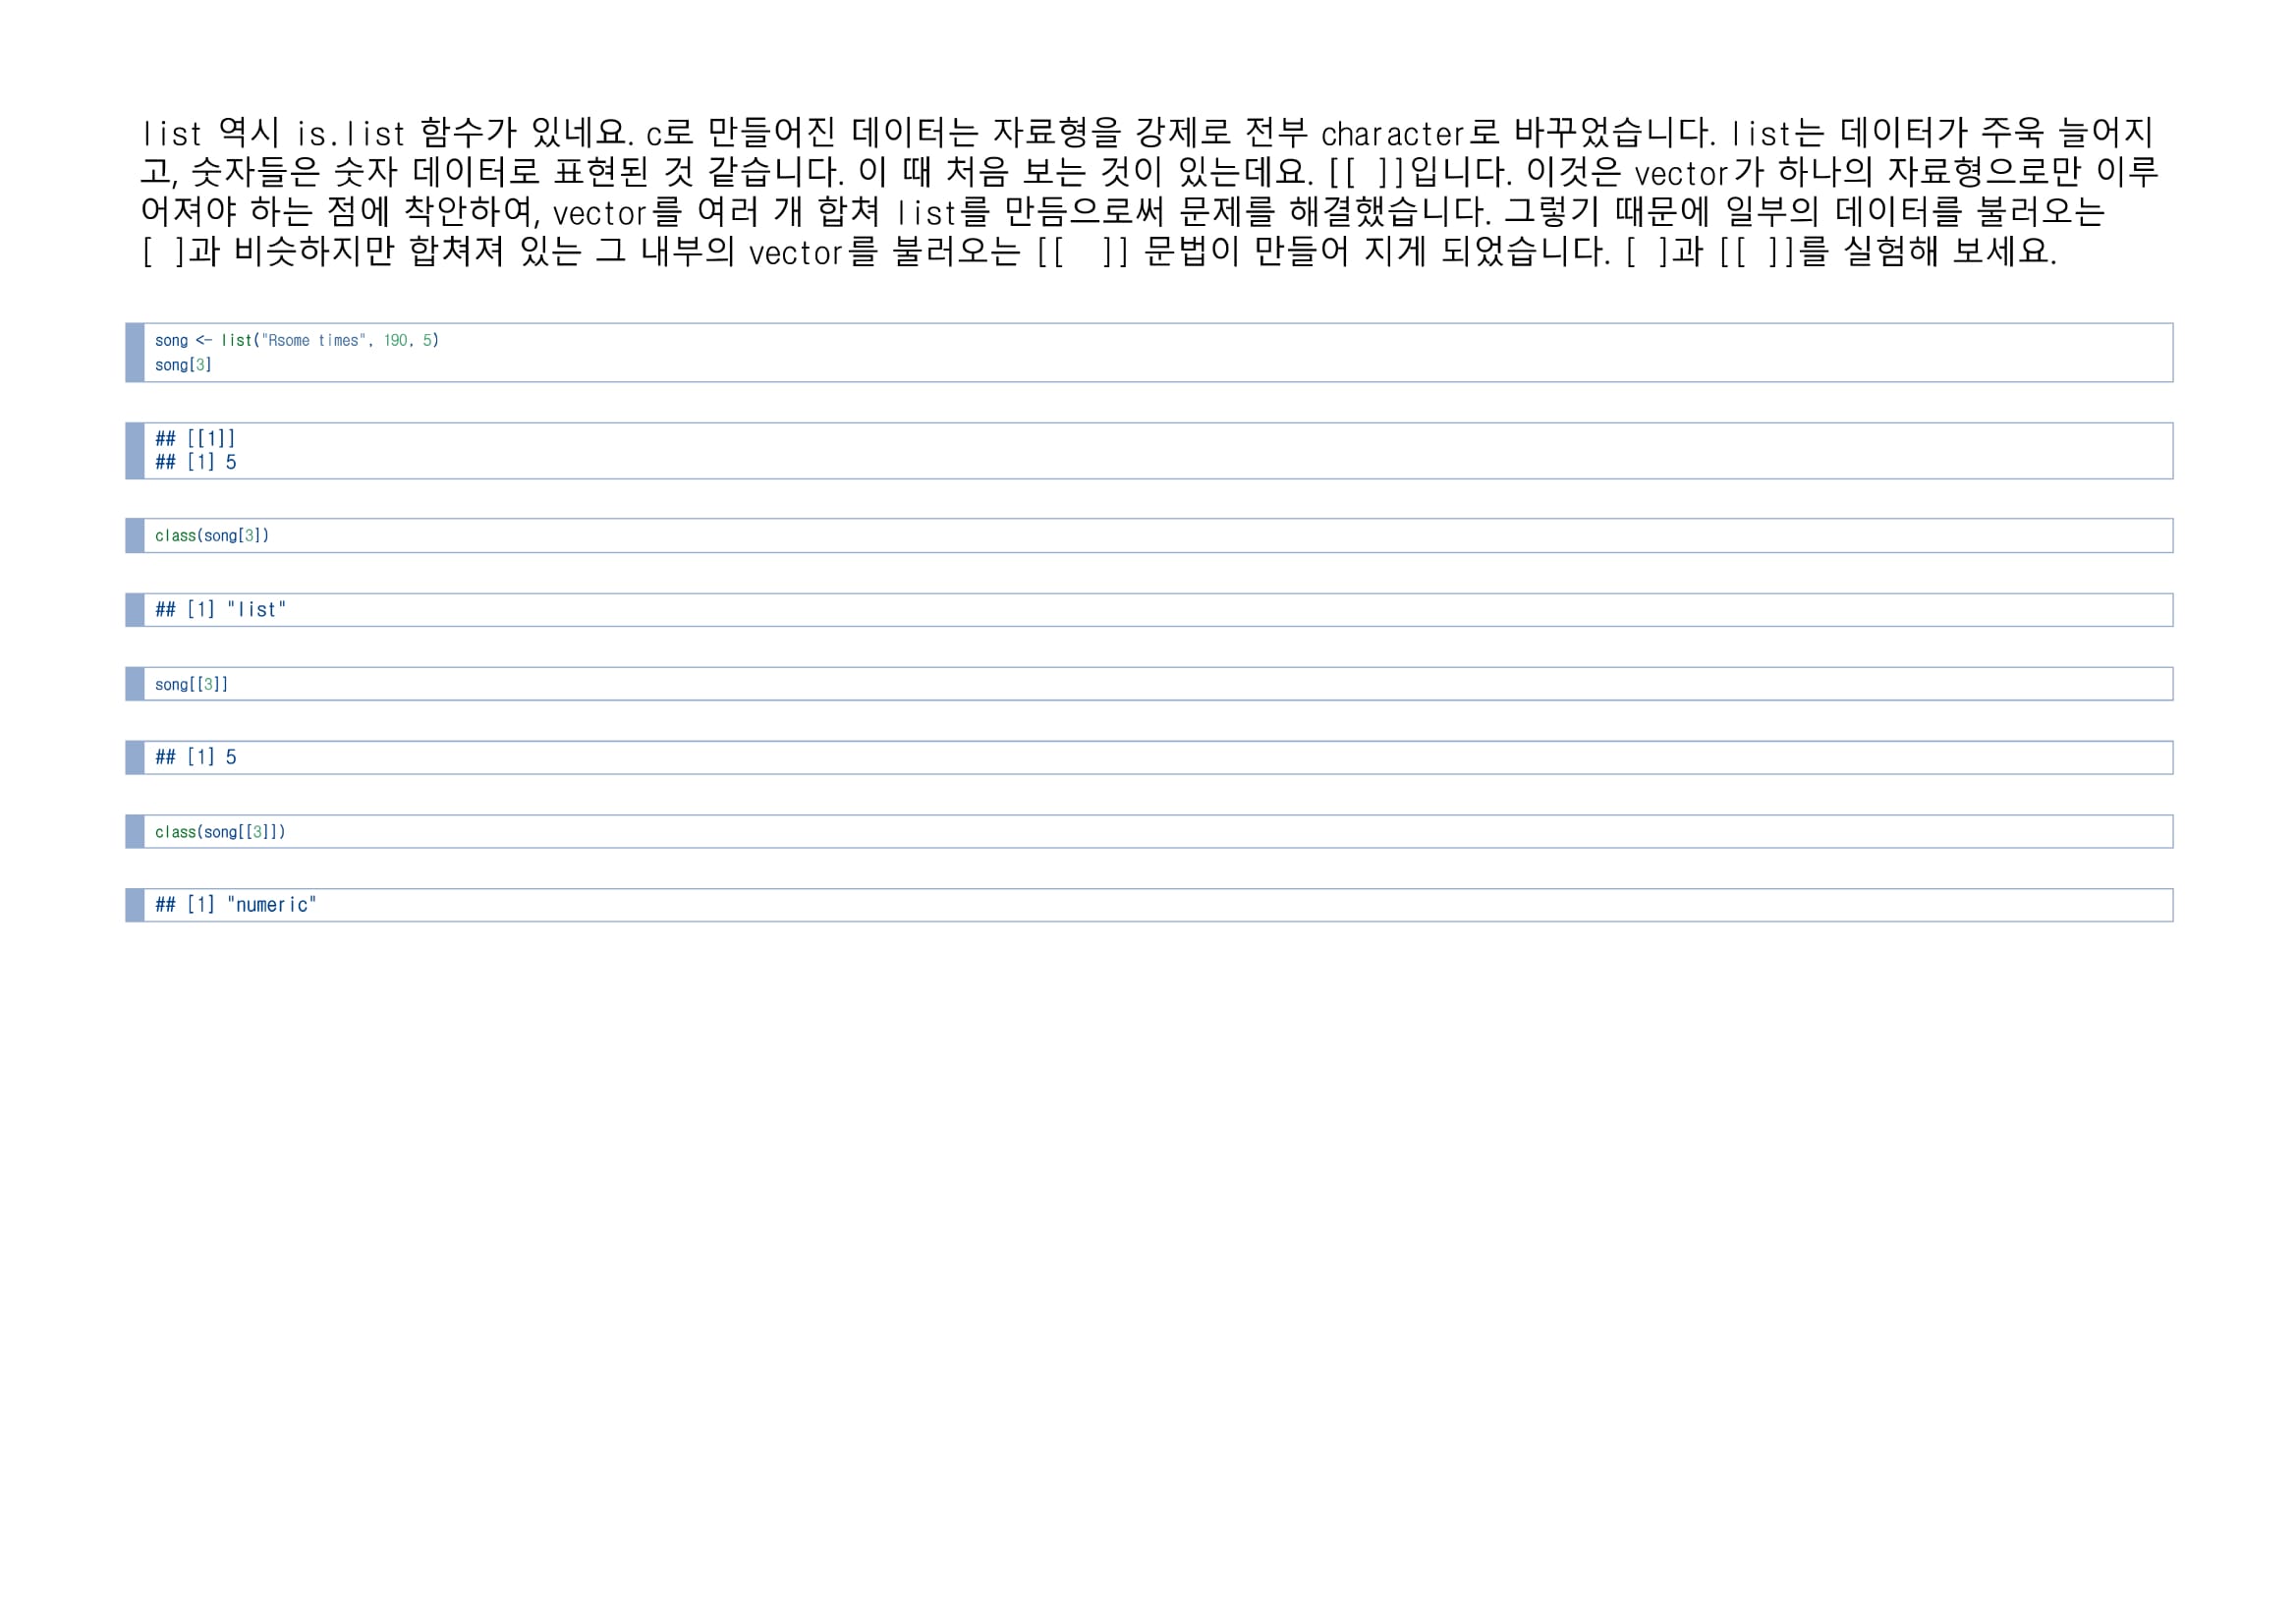 list 역시 is.list 함수가 있네요. c로 만들어진 데이터는 자료형을 강제로 전부 character로 바꾸었습니다. list는 데이터가 주욱 늘어지
고, 숫자들은 숫자 데이터로 표현된 것 같습니다. 이 때 처음 보는 것이 있는데요. [[ ]]입니다. 이것은 vector가 하나의 자료형으로만 이루
어져야 하는 점에 착안하여, vector를 여러 개 합쳐 list를 만듬으로써 문제를 해결했습니다. 그렇기 때문에 일부의 데이터를 불러오는
[ ]과 비슷하지만 합쳐져 있는 그 내부의 vector를 불러오는 [[  ]] 문법이 만들어 지게 되었습니다. [ ]과 [[ ]]를 실험해 보세요.
song <- list("Rsome times", 190, 5)
song[3]
## [[1]]
## [1] 5
class(song[3])
## [1] "list"
song[[3]]
## [1] 5
class(song[[3]])
## [1] "numeric"